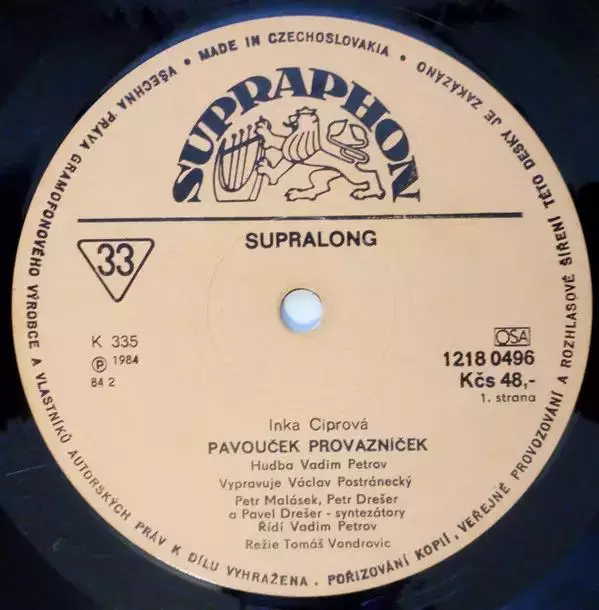 VŠECHNA PRÁVA GRAMOFONOVÉHO VÝROBCE A VLASTNÍKŮ AUTORSKÝCH PRÁV K DÍLU VYHRAŽENA. POŘIZOVÁNÍ KOPIÍ, VEŘEJNÉ PROVOZOVÁNÍ A ROZHLASOVÉ ŠÍŘENÍ TÉTO DESKY JE ZAKÁZÁNO
• MADE IN CZECHOSLOVAKIA •
SUPRAPHON
SUPRALONG
33
K 335
Ⓟ 1984
84 2
OSA
1218 0496
Kčs 48,-
1. strana
Inka Ciprová
PAVOUČEK PROVAZNÍČEK
Hudba Vadim Petrov
Vypravuje Václav Postránecký
Petr Malásek, Petr Drešer
a Pavel Drešer - syntezátory
Řídí Vadim Petrov
Režie Tomáš Vondrovic